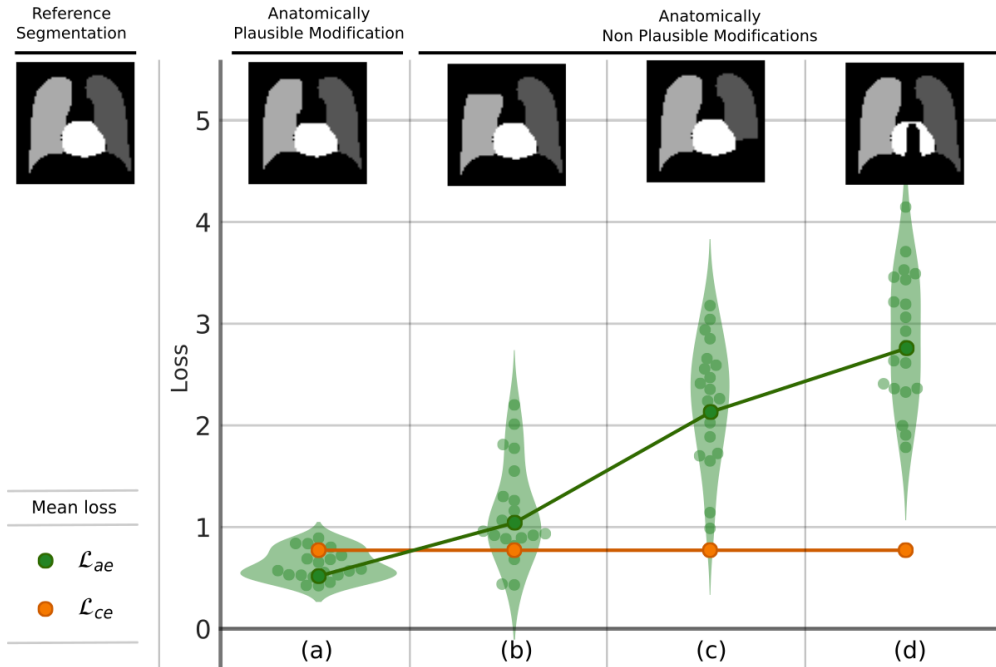 Reference
Segmentation
Anatomically
Plausible Modification
Anatomically
Non Plausible Modifications
5
4
3
2
1
0
Loss
Mean loss
ℒae
ℒce
(a)
(b)
(c)
(d)